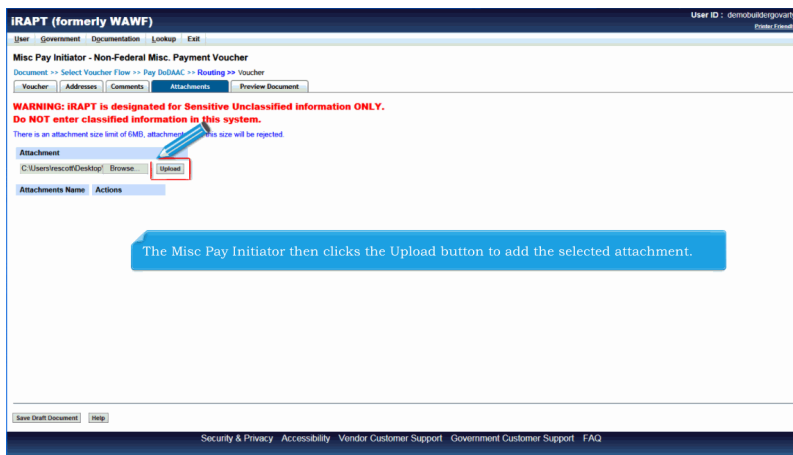 iRAPT (formerly WAWF)
User ID : demobuildergovarty
Printer Friendl
User Government Documentation Lookup Exit
Misc Pay Initiator - Non-Federal Misc. Payment Voucher
Document >> Select Voucher Flow >> Pay DoDAAC >> Routing >> Voucher
Voucher Addresses Comments Attachments Preview Document
WARNING: iRAPT is designated for Sensitive Unclassified information ONLY.
Do NOT enter classified information in this system.
There is an attachment size limit of 6MB, attachments this size will be rejected.
Attachment
C:\Users\rescott\Desktop\ Browse... Upload
Attachments Name Actions
The Misc Pay Initiator then clicks the Upload button to add the selected attachment.
Save Draft Document Help
Security & Privacy Accessibility Vendor Customer Support Government Customer Support FAQ